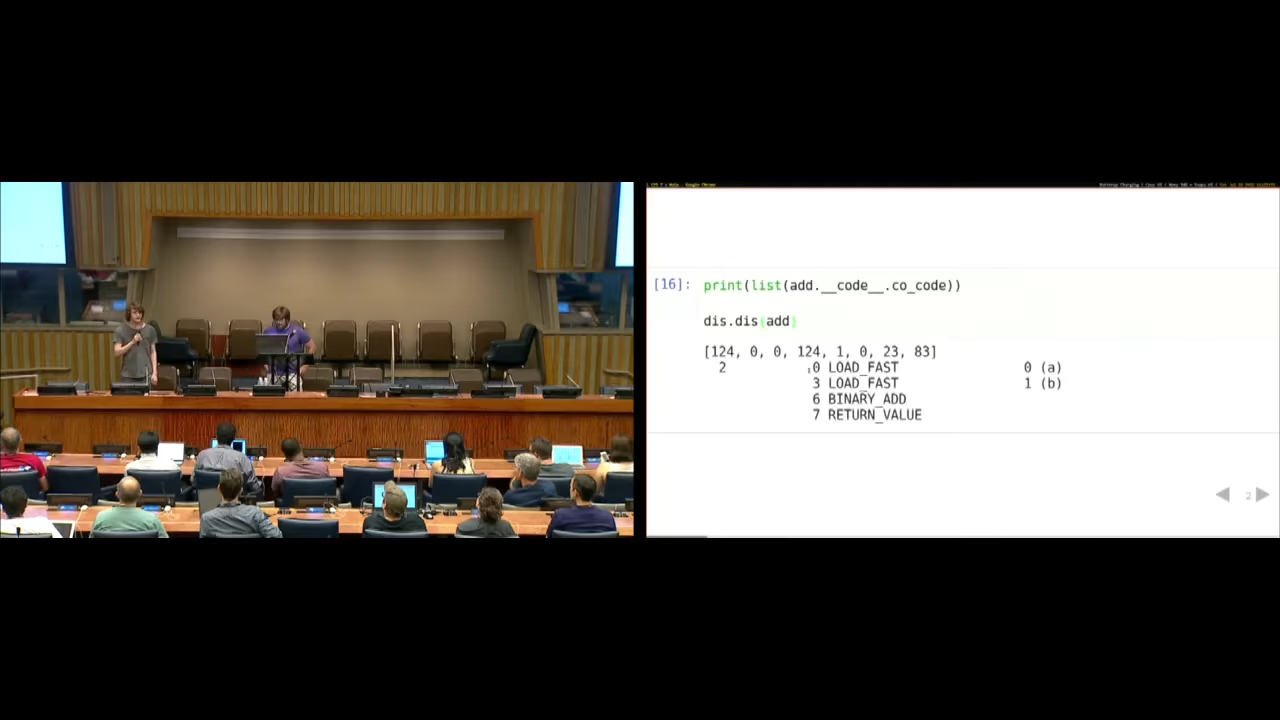 [16]: print(list(add.__code__.co_code))
dis.dis(add)
[124, 0, 0, 124, 1, 0, 23, 83]
2 0 LOAD_FAST 0 (a)
3 LOAD_FAST 1 (b)
6 BINARY_ADD
7 RETURN_VALUE
2